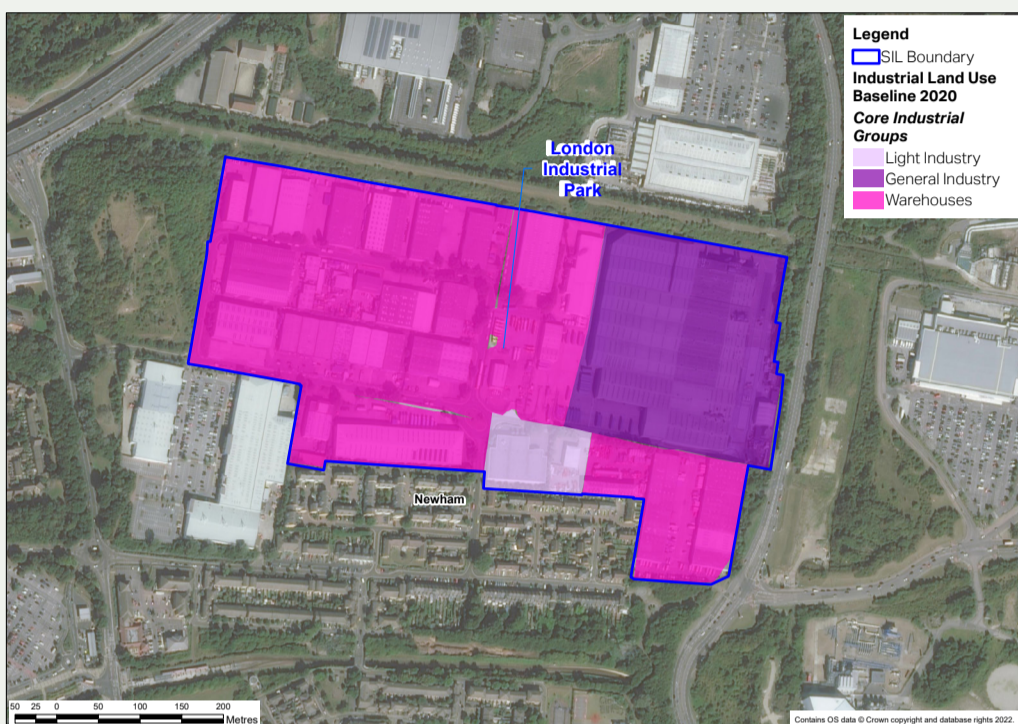 Legend
SIL Boundary
Industrial Land Use
Baseline 2020
Core Industrial
Groups
Light Industry
General Industry
Warehouses
London
Industrial
Park
Newham
50 25 0 50 100 150 200
Metres
Contains OS data © Crown copyright and database rights 2022.